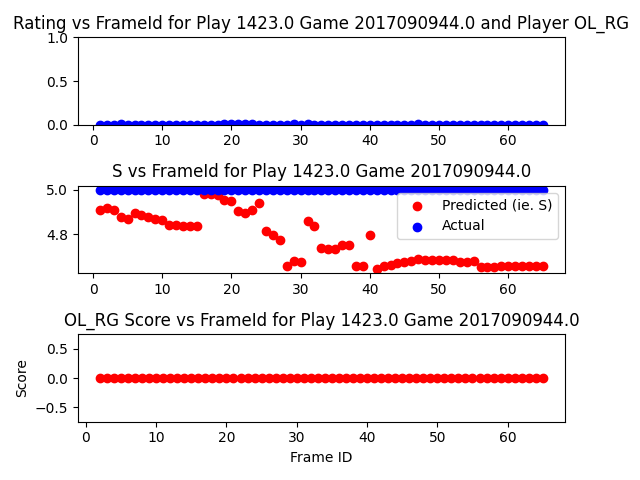 Rating vs FrameId for Play 1423.0 Game 2017090944.0 and Player OL_RG
1.0
0.5
0.0
0 10 20 30 40 50 60
S vs FrameId for Play 1423.0 Game 2017090944.0
5.0
4.8
Predicted (ie. S)
Actual
0 10 20 30 40 50 60
OL_RG Score vs FrameId for Play 1423.0 Game 2017090944.0
Score
0.5
0.0
−0.5
0 10 20 30 40 50 60
Frame ID